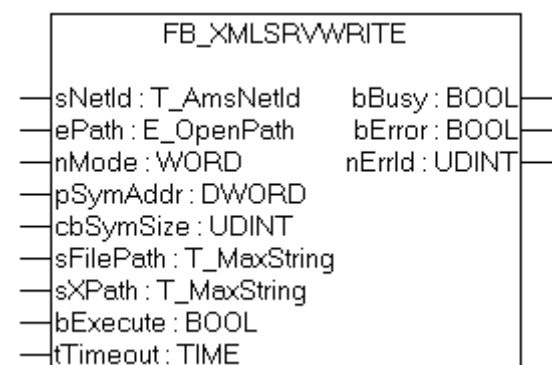 FB_XMLSRVWRITE
sNetId : T_AmsNetId bBusy : BOOL
ePath : E_OpenPath bError : BOOL
nMode : WORD nErrId : UDINT
pSymAddr : DWORD
cbSymSize : UDINT
sFilePath : T_MaxString
sXPath : T_MaxString
bExecute : BOOL
tTimeout : TIME